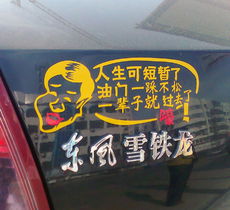 人生可短暂了
油门一踩不松
一辈子就过去了
东风 雪铁龙